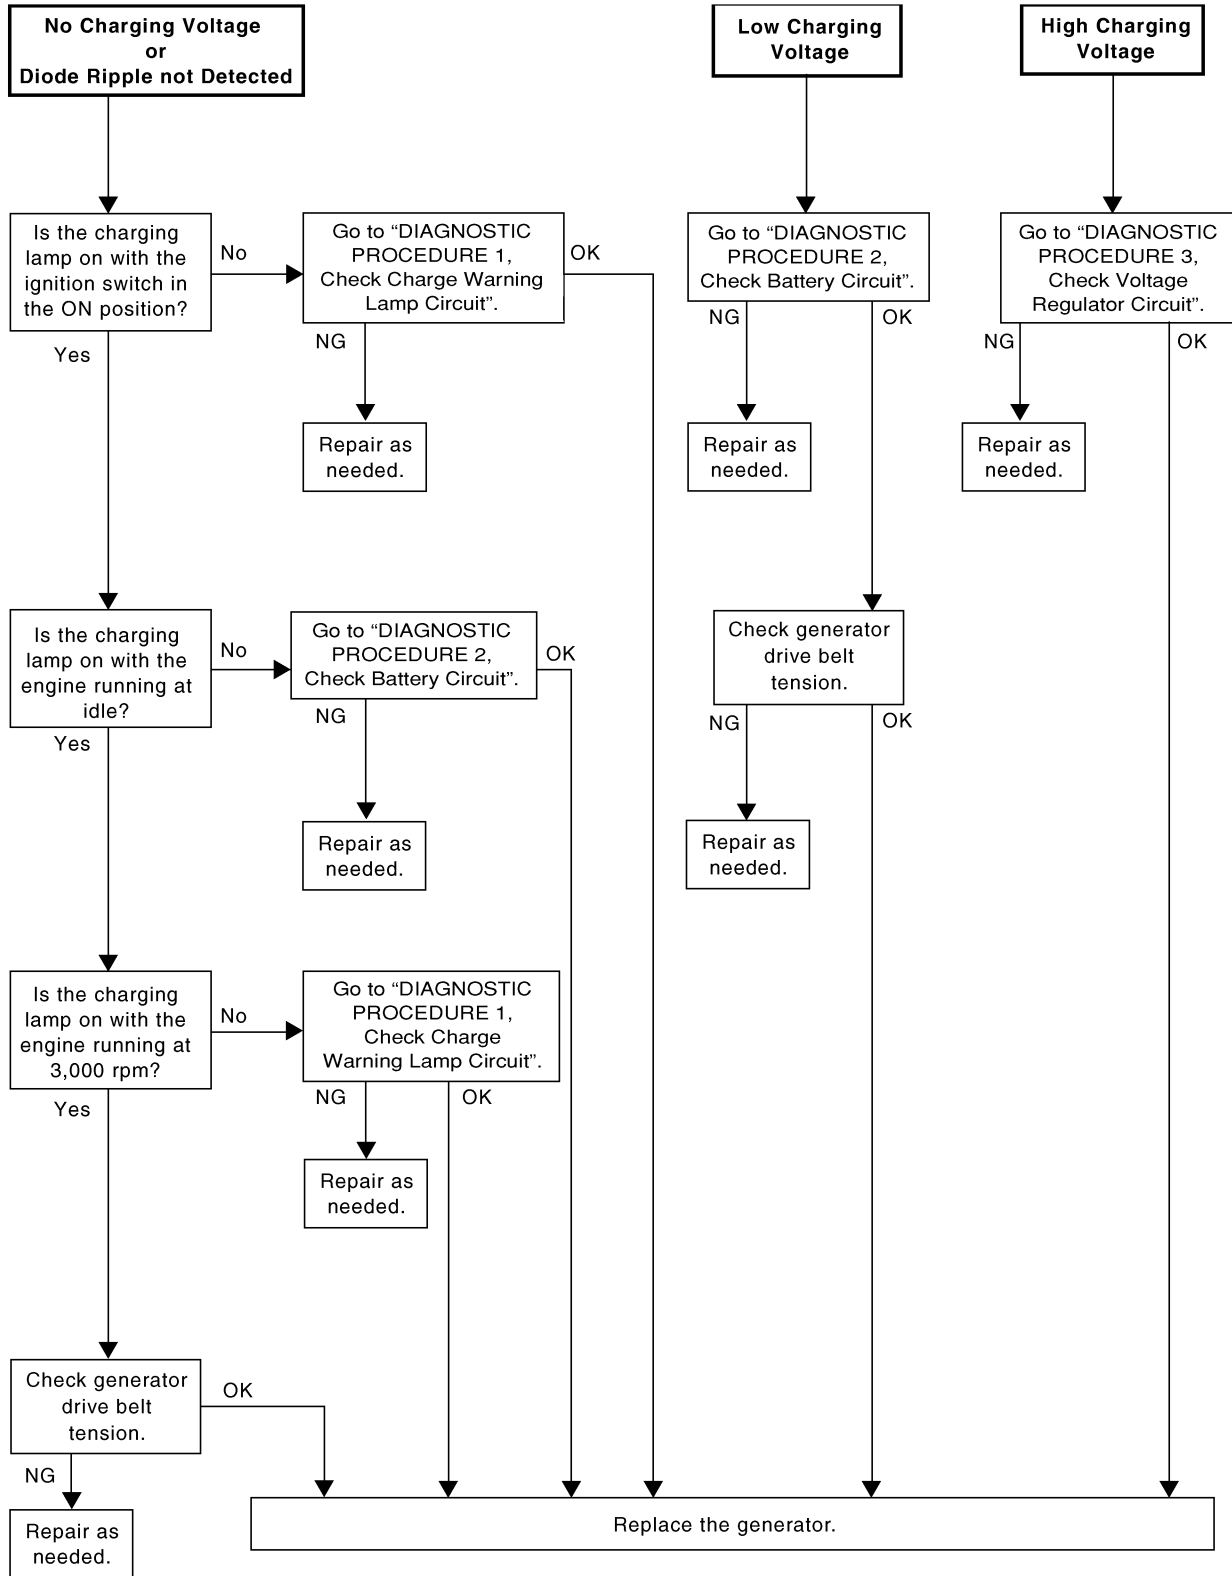 No Charging Voltage
or
Diode Ripple not Detected
Low Charging
Voltage
High Charging
Voltage
Is the charging
lamp on with the
ignition switch in
the ON position?
No
Go to “DIAGNOSTIC
PROCEDURE 1,
Check Charge Warning
Lamp Circuit”.
OK
Go to “DIAGNOSTIC
PROCEDURE 2,
Check Battery Circuit”.
Go to “DIAGNOSTIC
PROCEDURE 3,
Check Voltage
Regulator Circuit”.
Yes
NG
NG
OK
NG
OK
Repair as
needed.
Repair as
needed.
Repair as
needed.
Is the charging
lamp on with the
engine running at
idle?
No
Go to “DIAGNOSTIC
PROCEDURE 2,
Check Battery Circuit”.
OK
Check generator
drive belt
tension.
Yes
NG
NG
OK
Repair as
needed.
Repair as
needed.
Is the charging
lamp on with the
engine running at
3,000 rpm?
No
Go to “DIAGNOSTIC
PROCEDURE 1,
Check Charge
Warning Lamp Circuit”.
Yes
NG
OK
Repair as
needed.
Check generator
drive belt
tension.
OK
NG
Repair as
needed.
Replace the generator.